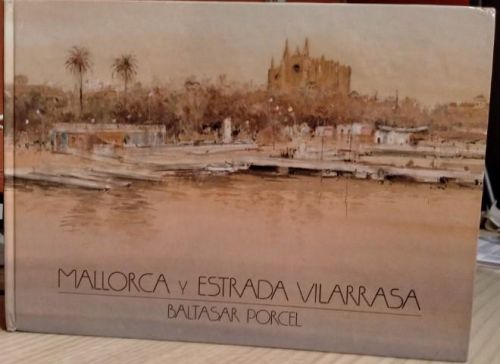 MALLORCA Y ESTRADA VILARRASA
BALTASAR PORCEL